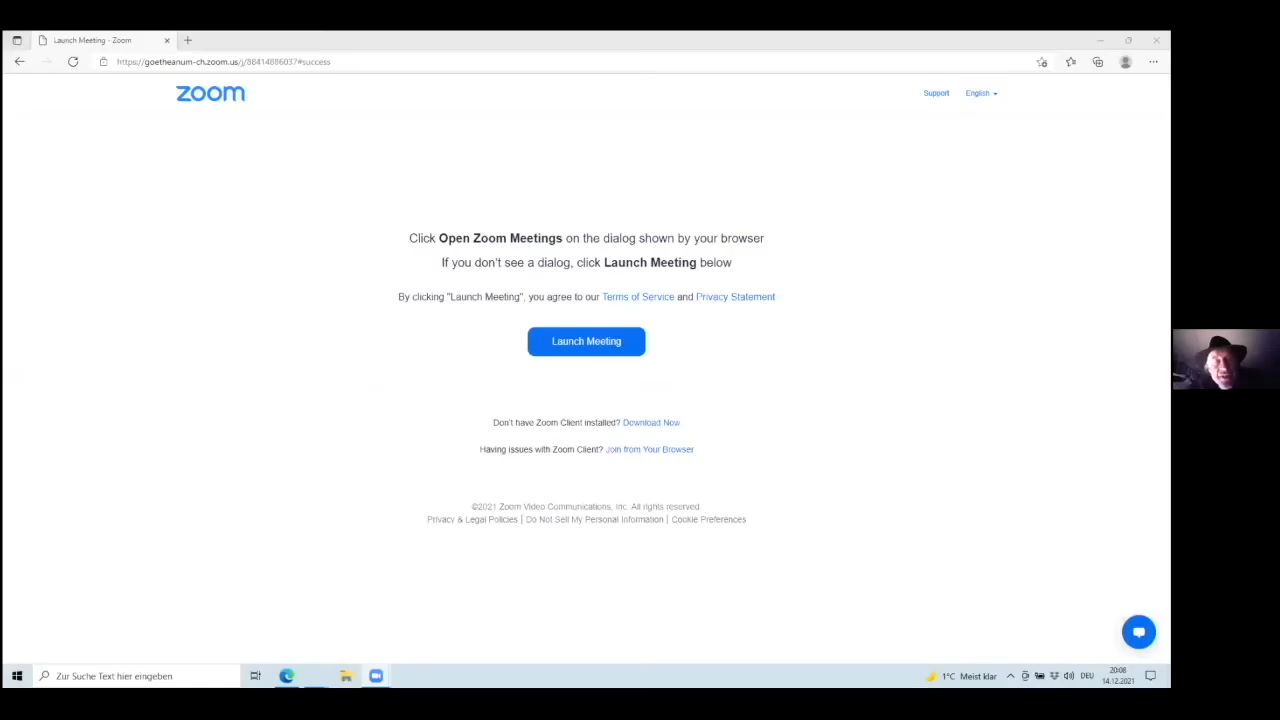 Launch Meeting - Zoom
https://goetheanum-ch.zoom.us/j/88414886037#success
zoom
Support English
Click Open Zoom Meetings on the dialog shown by your browser
If you don't see a dialog, click Launch Meeting below
By clicking "Launch Meeting", you agree to our Terms of Service and Privacy Statement
Launch Meeting
Don't have Zoom Client installed? Download Now
Having issues with Zoom Client? Join from Your Browser
©2021 Zoom Video Communications, Inc. All rights reserved
Privacy & Legal Policies | Do Not Sell My Personal Information | Cookie Preferences
Zur Suche Text hier eingeben
1°C Meist klar
DEU
20:08
14.12.2021